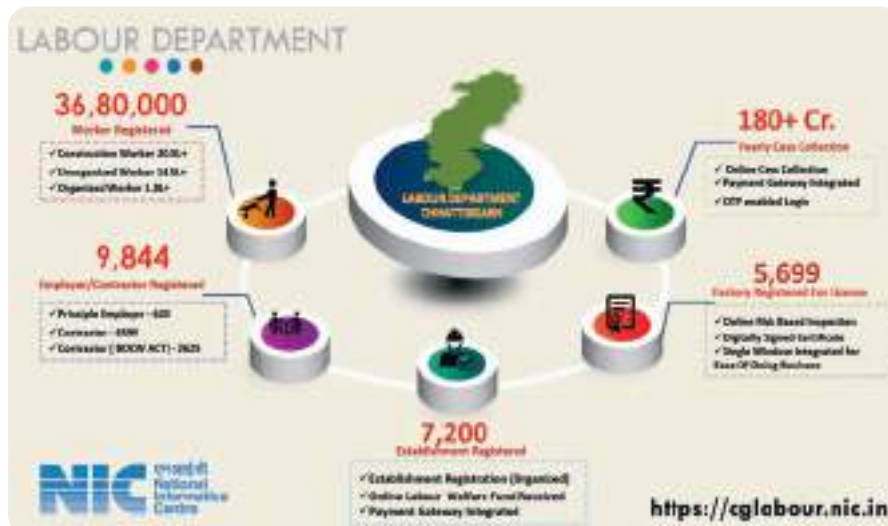 LABOUR DEPARTMENT
36,80,000
Worker Registered
✓ Construction Worker
✓ Unorganized Worker
✓ Organized Worker
LABOUR DEPARTMENT
CHHATTISGARH
180+ Cr.
Yearly Cess Collection
✓ Online Cess Collection
✓ Payment Gateway Integrated
✓ OTP enabled Login
9,844
Employer/Contractor Registered
✓ Principle Employer -
✓ Contractor -
✓ Contractor ( BOCW ACT) -
5,699
Factory Registered For License
✓ Online Risk Based Inspection
✓ Digitally Signed Certificate
✓ Single Window Integrated for
Ease Of Doing Business
7,200
Establishment Registered
✓ Establishment Registration (Organized)
✓ Online Labour Welfare Fund Received
✓ Payment Gateway Integrated
NIC
एनआईसी
National
Informatics
Centre
https://cglabour.nic.in